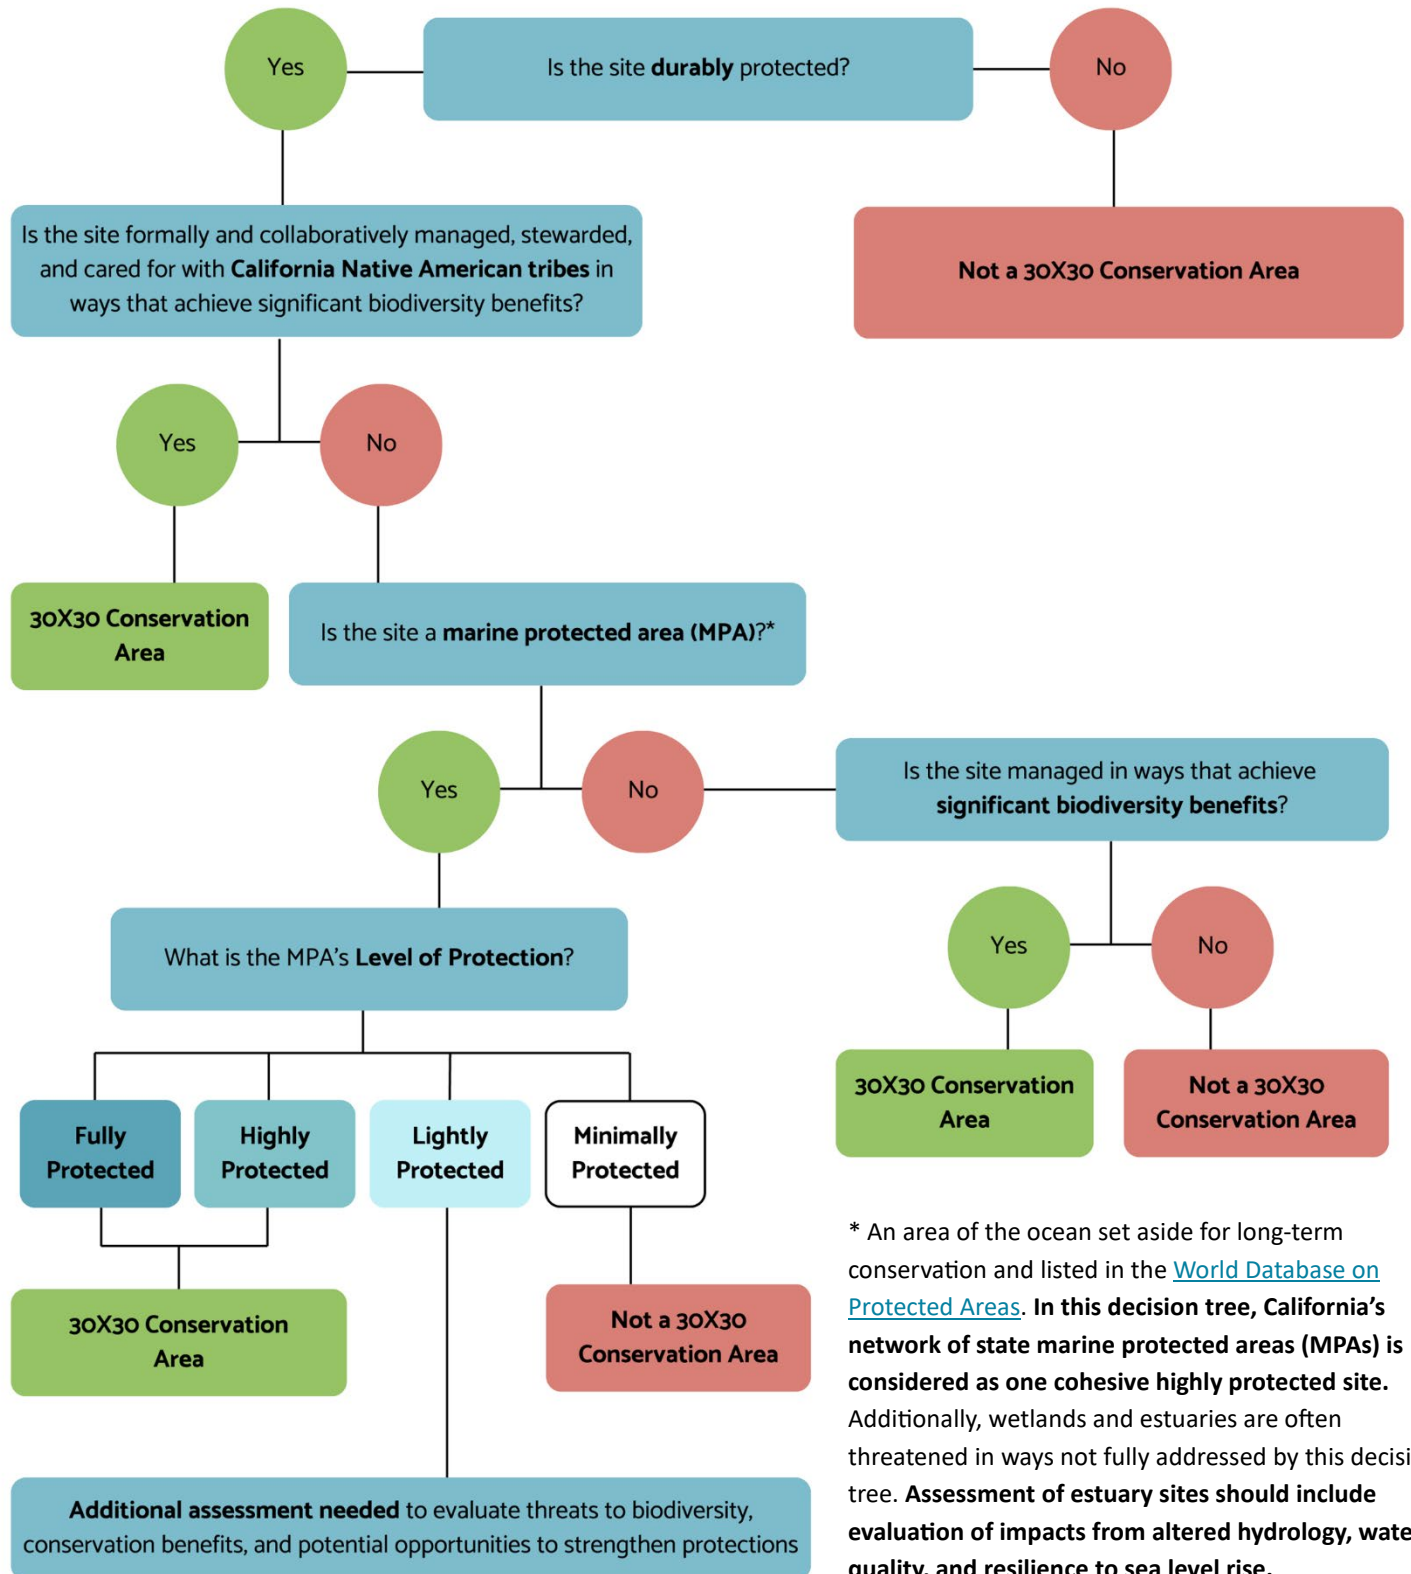 Yes
Is the site durably protected?
No
Is the site formally and collaboratively managed, stewarded,
and cared for with California Native American tribes in
ways that achieve significant biodiversity benefits?
Not a 30X30 Conservation Area
Yes
No
30X30 Conservation
Area
Is the site a marine protected area (MPA)?*
Yes
No
Is the site managed in ways that achieve
significant biodiversity benefits?
What is the MPA's Level of Protection?
Yes
No
30X30 Conservation
Area
Not a 30X30
Conservation Area
Fully
Protected
Highly
Protected
Lightly
Protected
Minimally
Protected
30X30 Conservation
Area
Not a 30X30
Conservation Area
Additional assessment needed to evaluate threats to biodiversity,
conservation benefits, and potential opportunities to strengthen protections
* An area of the ocean set aside for long-term
conservation and listed in the World Database on
Protected Areas. In this decision tree, California's
network of state marine protected areas (MPAs) is
considered as one cohesive highly protected site.
Additionally, wetlands and estuaries are often
threatened in ways not fully addressed by this decisi
tree. Assessment of estuary sites should include
evaluation of impacts from altered hydrology, wate
quality, and resilience to sea level rise.